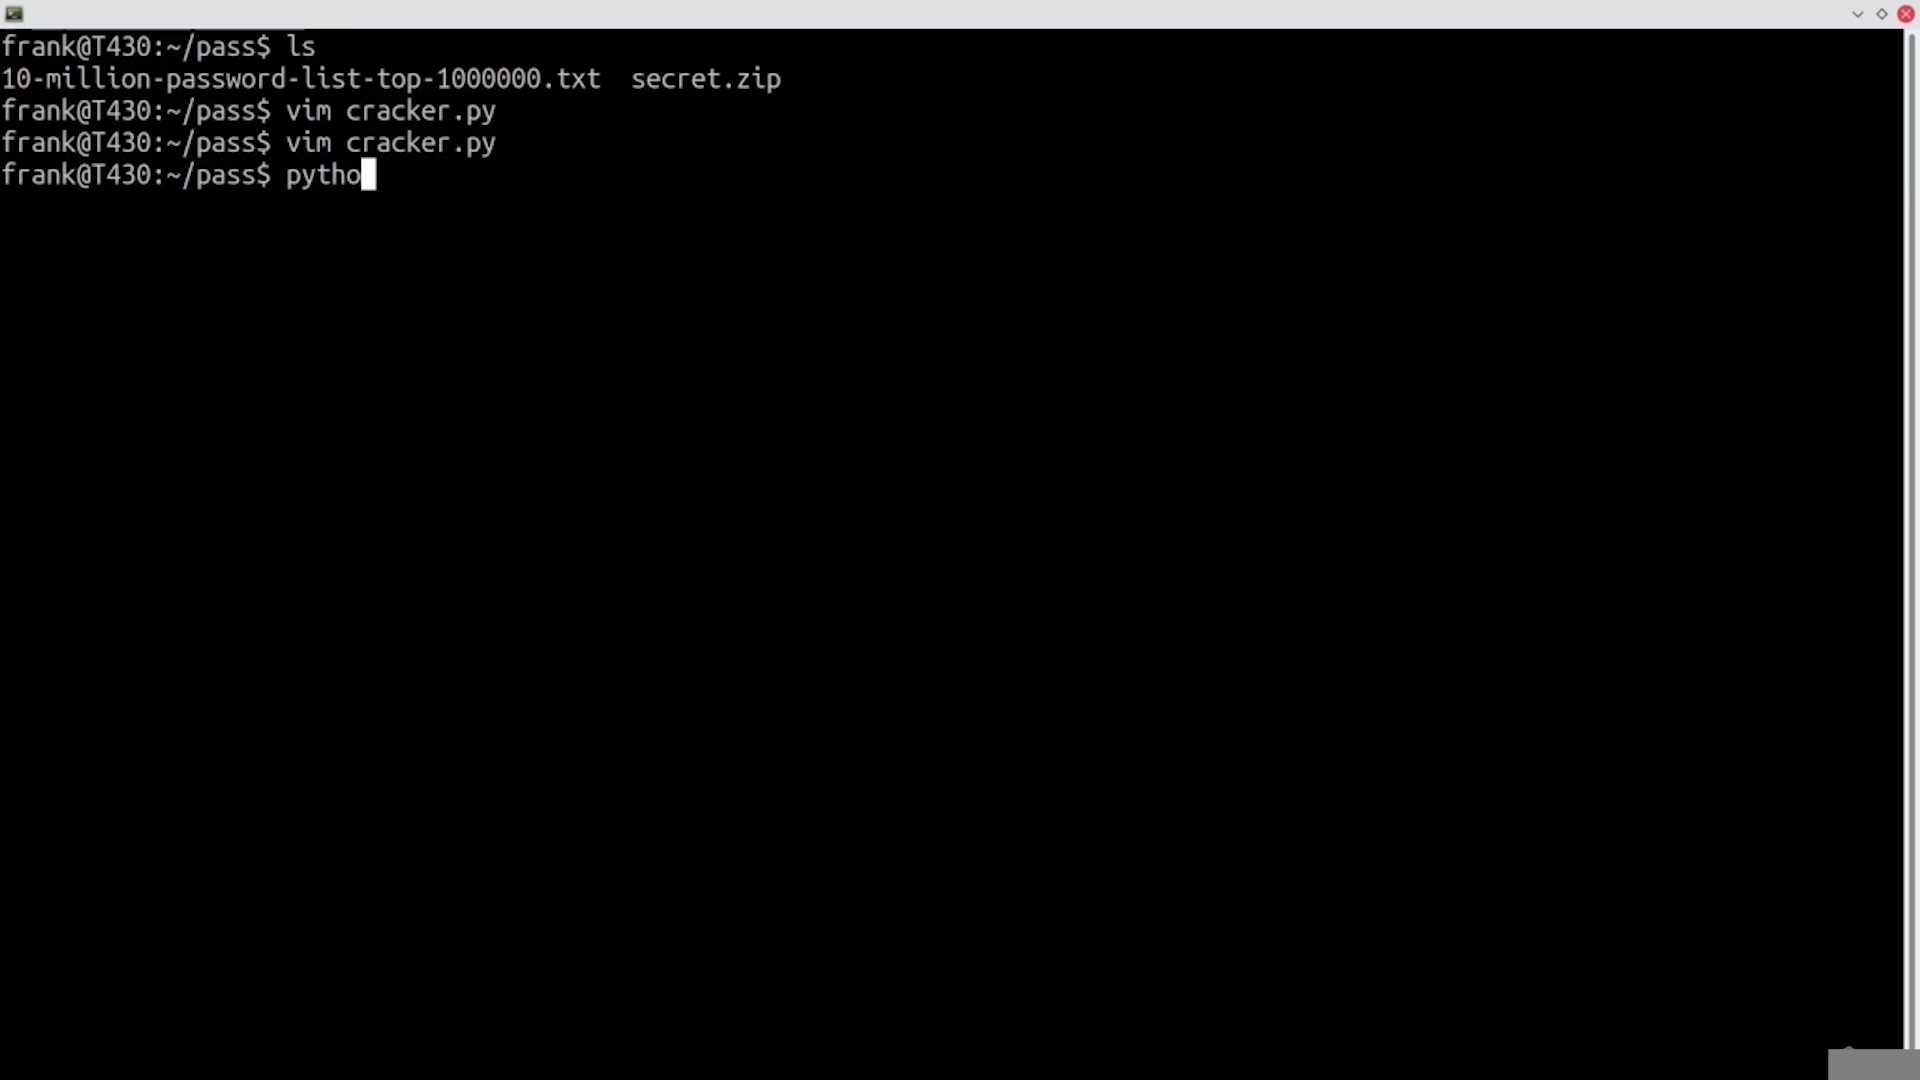 frank@T430:~/pass$ ls
10-million-password-list-top-1000000.txt  secret.zip
frank@T430:~/pass$ vim cracker.py
frank@T430:~/pass$ vim cracker.py
frank@T430:~/pass$ pytho